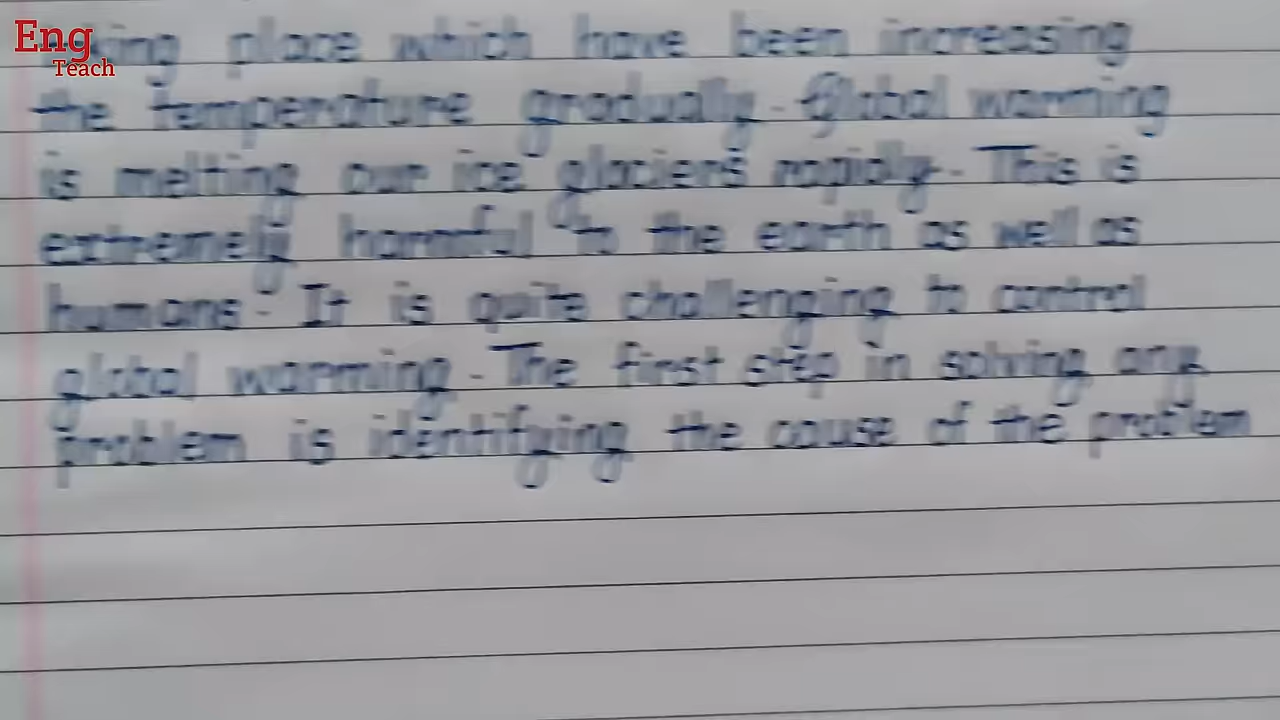 Eng
Teach
taking place which have been increasing
the temperature gradually. Global warming
is melting our ice glaciers rapidly. This is
extremely harmful to the earth as well as
humans. It is quite challenging to control
global warming. The first step in solving any
problem is identifying the cause of the problem